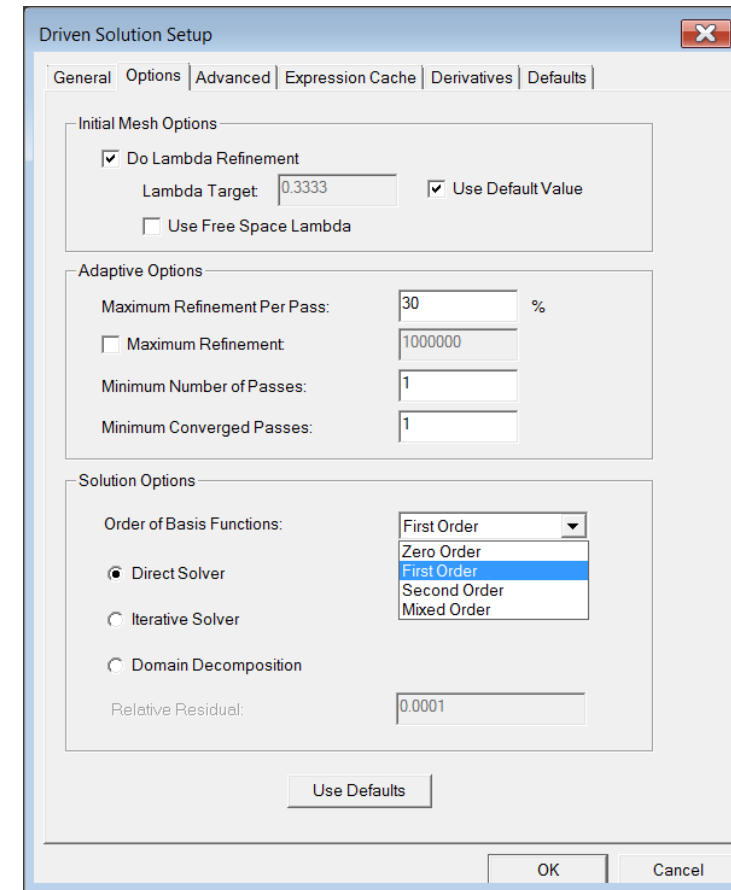 Driven Solution Setup
General Options Advanced Expression Cache Derivatives Defaults
Initial Mesh Options
Do Lambda Refinement
Lambda Target: 0.3333 Use Default Value
Use Free Space Lambda
Adaptive Options
Maximum Refinement Per Pass: 30 %
Maximum Refinement: 1000000
Minimum Number of Passes: 1
Minimum Converged Passes: 1
Solution Options
Order of Basis Functions: First Order
Zero Order
First Order
Second Order
Mixed Order
Direct Solver
Iterative Solver
Domain Decomposition
Relative Residual: 0.0001
Use Defaults
OK Cancel